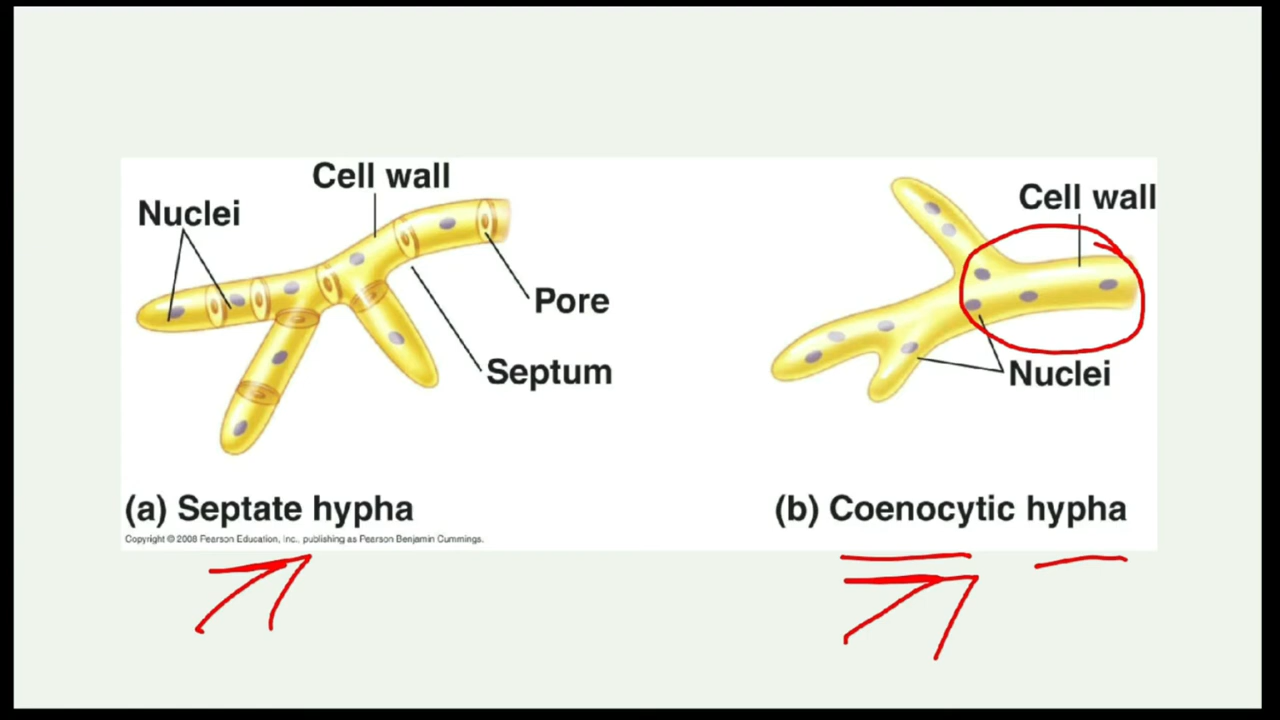 Cell wall
Nuclei
Pore
Septum
(a) Septate hypha
Copyright © 2008 Pearson Education, Inc., publishing as Pearson Benjamin Cummings.
Cell wall
Nuclei
(b) Coenocytic hypha